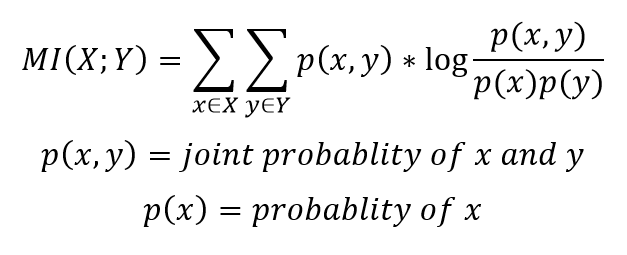 MI(X;Y) = ∑x∈X ∑y∈Y p(x,y) * log p(x,y) / p(x)p(y)
p(x,y) = joint probablity of x and y
p(x) = probablity of x